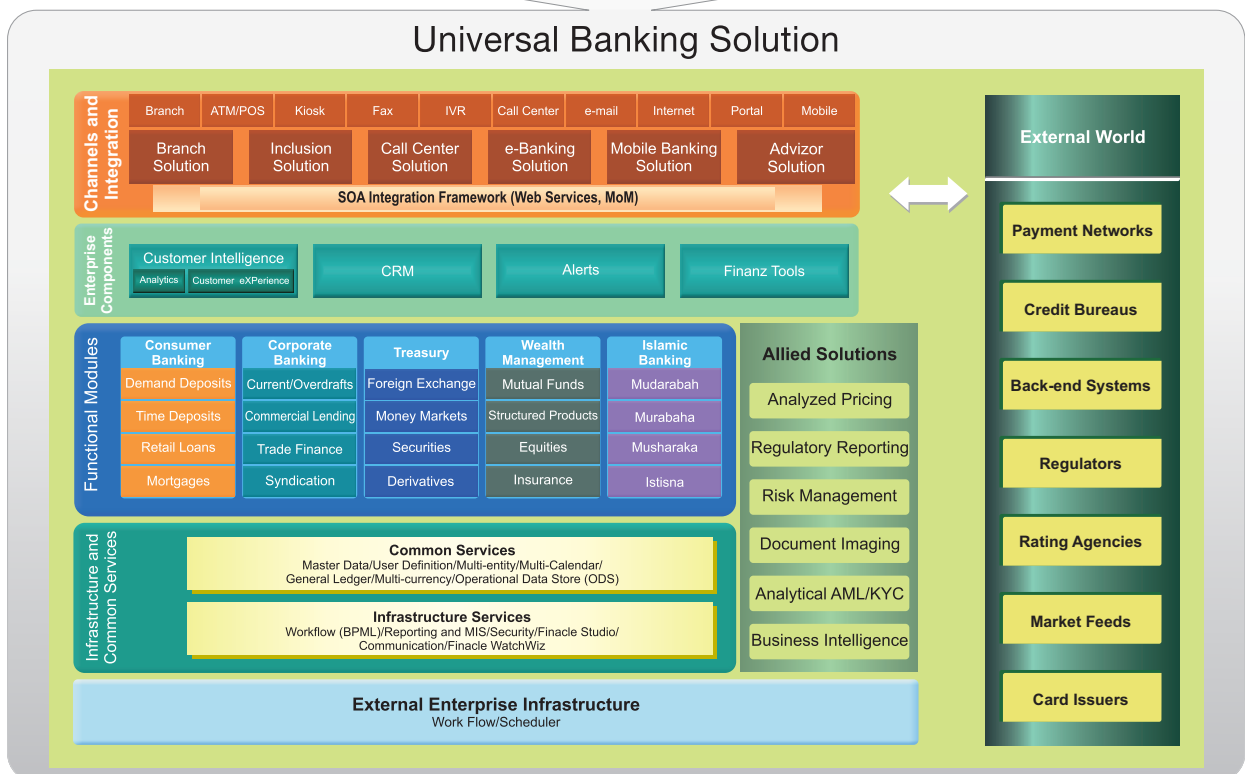 Universal Banking Solution
Channels and
Integration
Branch
ATM/POS
Kiosk
Fax
IVR
Call Center
e-mail
Internet
Portal
Mobile
Branch
Solution
Inclusion
Solution
Call Center
Solution
e-Banking
Solution
Mobile Banking
Solution
Advizor
Solution
SOA Integration Framework (Web Services, MoM)
Enterprise
Components
Customer Intelligence
Analytics
Customer eXPerience
CRM
Alerts
Finanz Tools
Functional Modules
Consumer
Banking
Demand Deposits
Time Deposits
Retail Loans
Mortgages
Corporate
Banking
Current/Overdrafts
Commercial Lending
Trade Finance
Syndication
Treasury
Foreign Exchange
Money Markets
Securities
Derivatives
Wealth
Management
Mutual Funds
Structured Products
Equities
Insurance
Islamic
Banking
Mudarabah
Murabaha
Musharaka
Istisna
Allied Solutions
Analyzed Pricing
Regulatory Reporting
Risk Management
Document Imaging
Analytical AML/KYC
Business Intelligence
Infrastructure and
Common Services
Common Services
Master Data/User Definition/Multi-entity/Multi-Calendar/
General Ledger/Multi-currency/Operational Data Store (ODS)
Infrastructure Services
Workflow (BPML)/Reporting and MIS/Security/Finacle Studio/
Communication/Finacle WatchWiz
External Enterprise Infrastructure
Work Flow/Scheduler
External World
Payment Networks
Credit Bureaus
Back-end Systems
Regulators
Rating Agencies
Market Feeds
Card Issuers